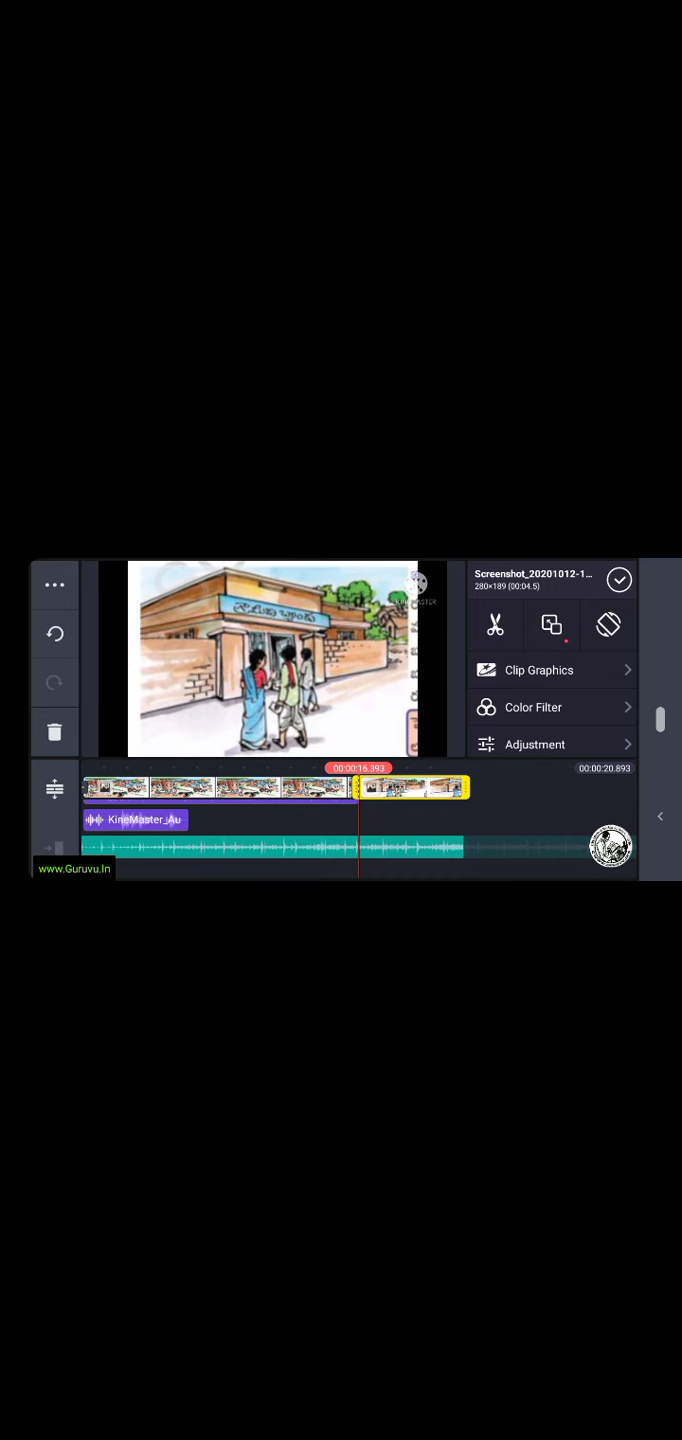 Screenshot_20201012-1...
280×189 (00:04.5)
గ్రామీణ బ్యాంకు
Clip Graphics
Color Filter
Adjustment
00:00:16.393
00:00:20.893
KineMaster_Au
www.Guruvu.In